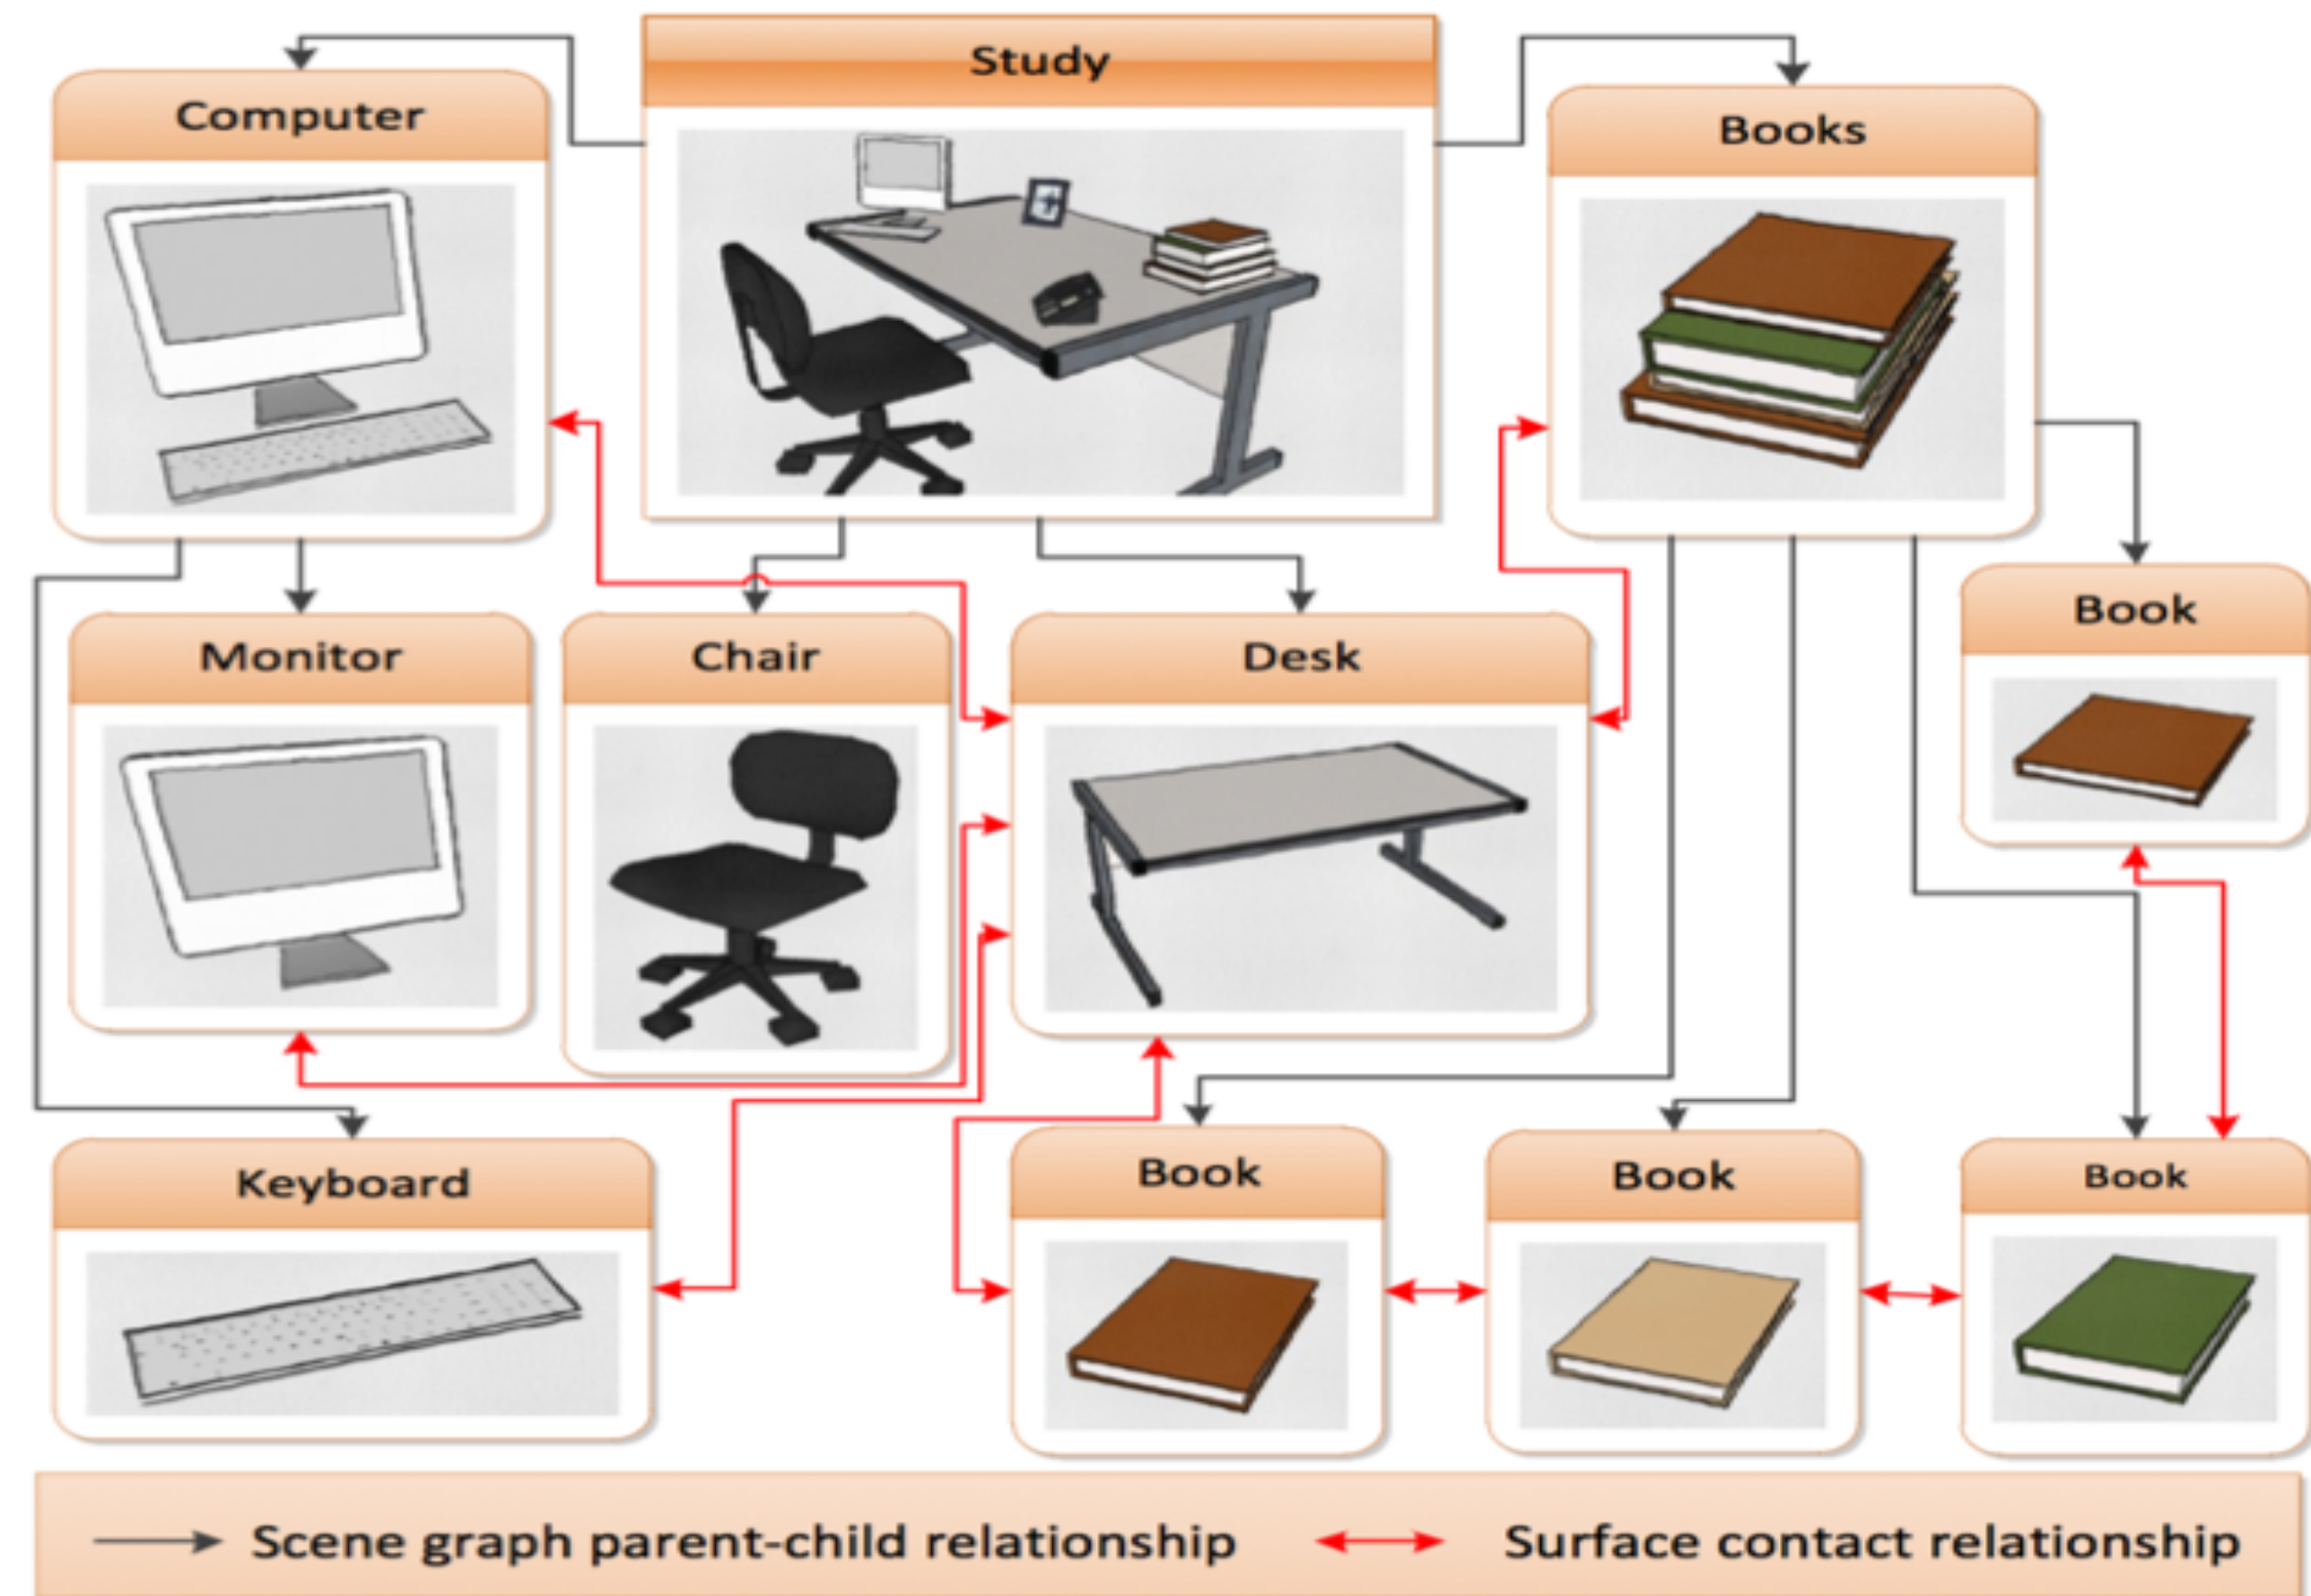 Study
Computer
Books
Book
Monitor
Chair
Desk
Keyboard
Book
Book
Book
Scene graph parent-child relationship
Surface contact relationship